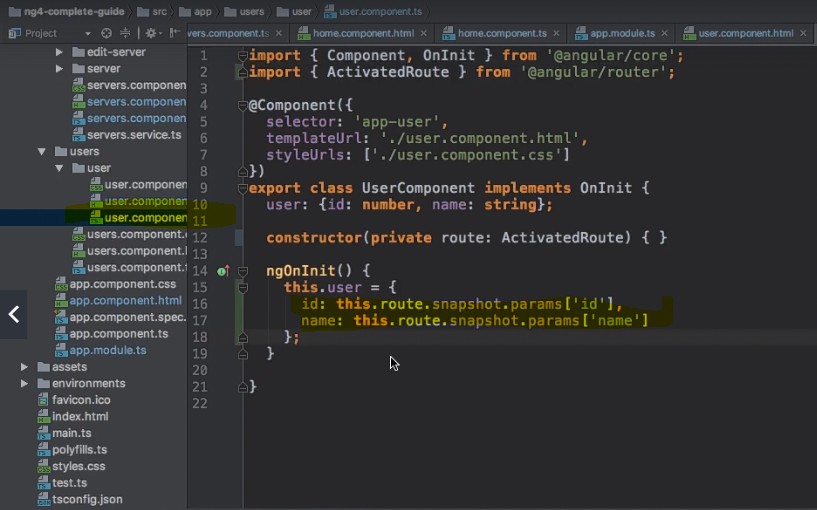 ng4-complete-guide src app users user user.component.ts
Project vers.component.ts home.component.html home.component.ts app.module.ts user.component.html
edit-server
server
servers.componen
servers.componen
servers.componen
servers.service.ts
users
user
user.componen
user.componen
user.componen
users.component.
users.component.
users.component.t
app.component.css
app.component.html
app.component.spec.
app.component.ts
app.module.ts
assets
environments
favicon.ico
index.html
main.ts
polyfills.ts
styles.css
test.ts
tsconfig.json
1 import { Component, OnInit } from '@angular/core';
2 import { ActivatedRoute } from '@angular/router';
3
4 @Component({
5 selector: 'app-user',
6 templateUrl: './user.component.html',
7 styleUrls: ['./user.component.css']
8 })
9 export class UserComponent implements OnInit {
10 user: {id: number, name: string};
11
12 constructor(private route: ActivatedRoute) { }
13
14 ngOnInit() {
15 this.user = {
16 id: this.route.snapshot.params['id'],
17 name: this.route.snapshot.params['name']
18 };
19 }
20
21 }
22